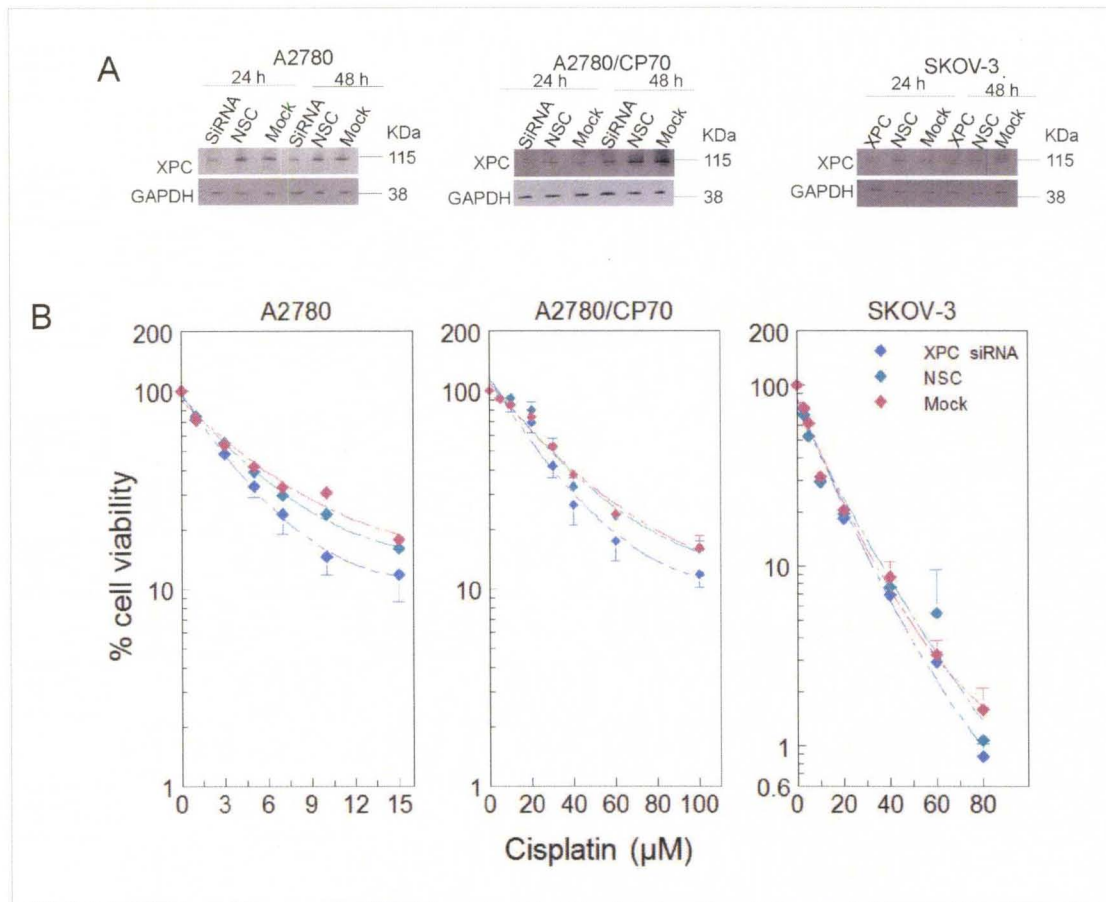 A
A2780
24 h
48 h
SiRNA NSC Mock SiRNA NSC Mock
KDa
XPC
115
GAPDH
38
A2780/CP70
24 h
48 h
SiRNA NSC Mock SiRNA NSC Mock
KDa
XPC
115
GAPDH
38
SKOV-3
24 h
48 h
XPC NSC Mock XPC NSC Mock
KDa
XPC
115
GAPDH
38
B
A2780
A2780/CP70
SKOV-3
% cell viability
200
100
10
1
0 3 6 9 12 15
200
100
10
1
0 20 40 60 80 100
200
100
10
1
0.6
0 20 40 60 80
XPC siRNA
NSC
Mock
Cisplatin (µM)